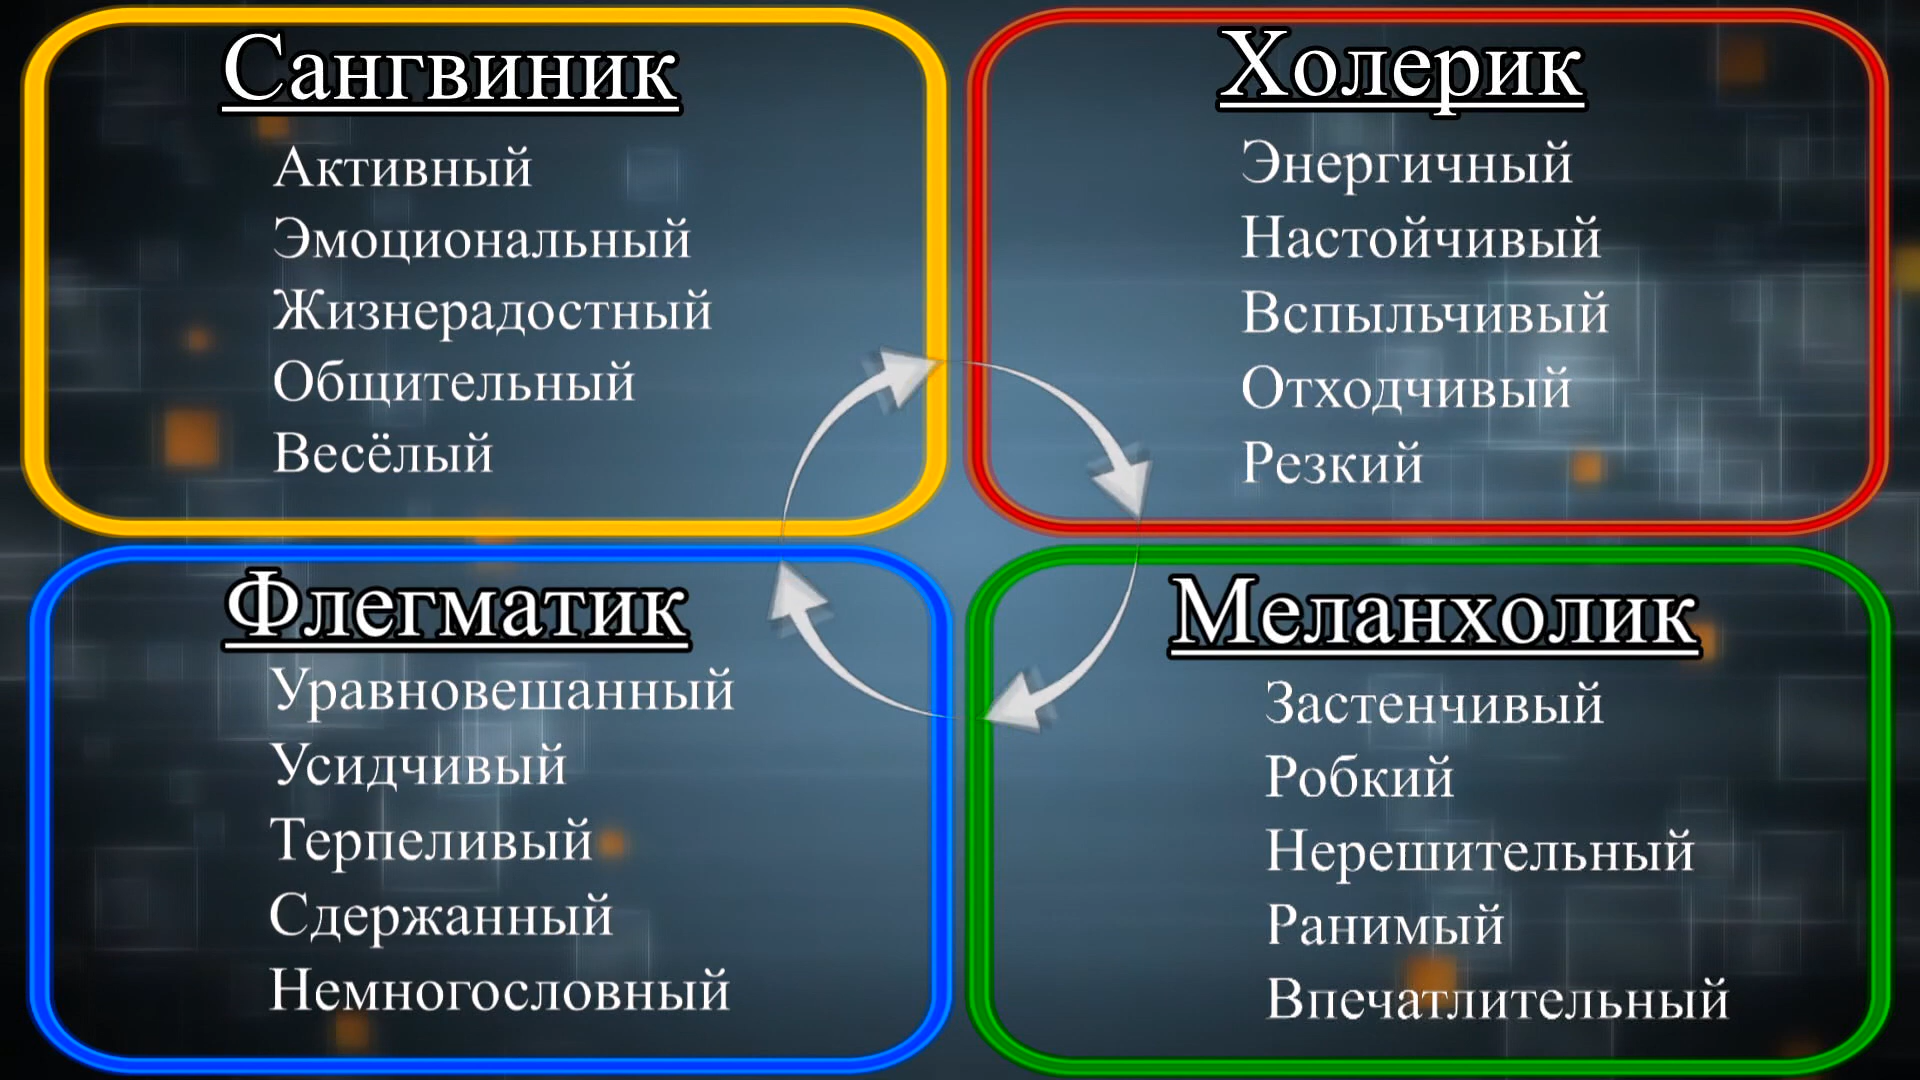 Сангвиник
Активный
Эмоциональный
Жизнерадостный
Общительный
Весёлый
Холерик
Энергичный
Настойчивый
Вспыльчивый
Отходчивый
Резкий
Флегматик
Уравновешанный
Усидчивый
Терпеливый
Сдержанный
Немногословный
Меланхолик
Застенчивый
Робкий
Нерешительный
Ранимый
Впечатлительный